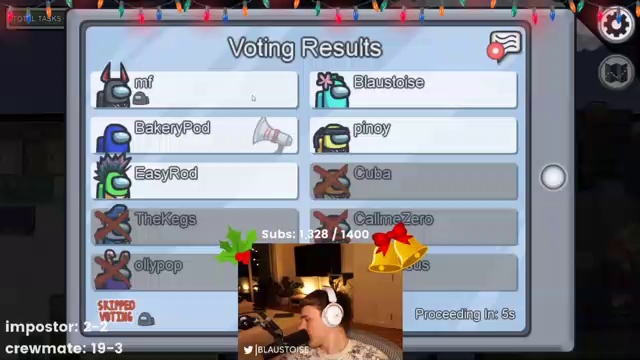 TOTAL TASKS
Voting Results
mf
Blaustoise
BakeryPod
pinoy
EasyRod
Cuba
TheKegs
CallmeZero
Subs: 1,328 / 1400
ollypop
us
SKIPPED
VOTING
Proceeding In: 5s
impostor: 2-2
crewmate: 19-3
BLAUSTOISE